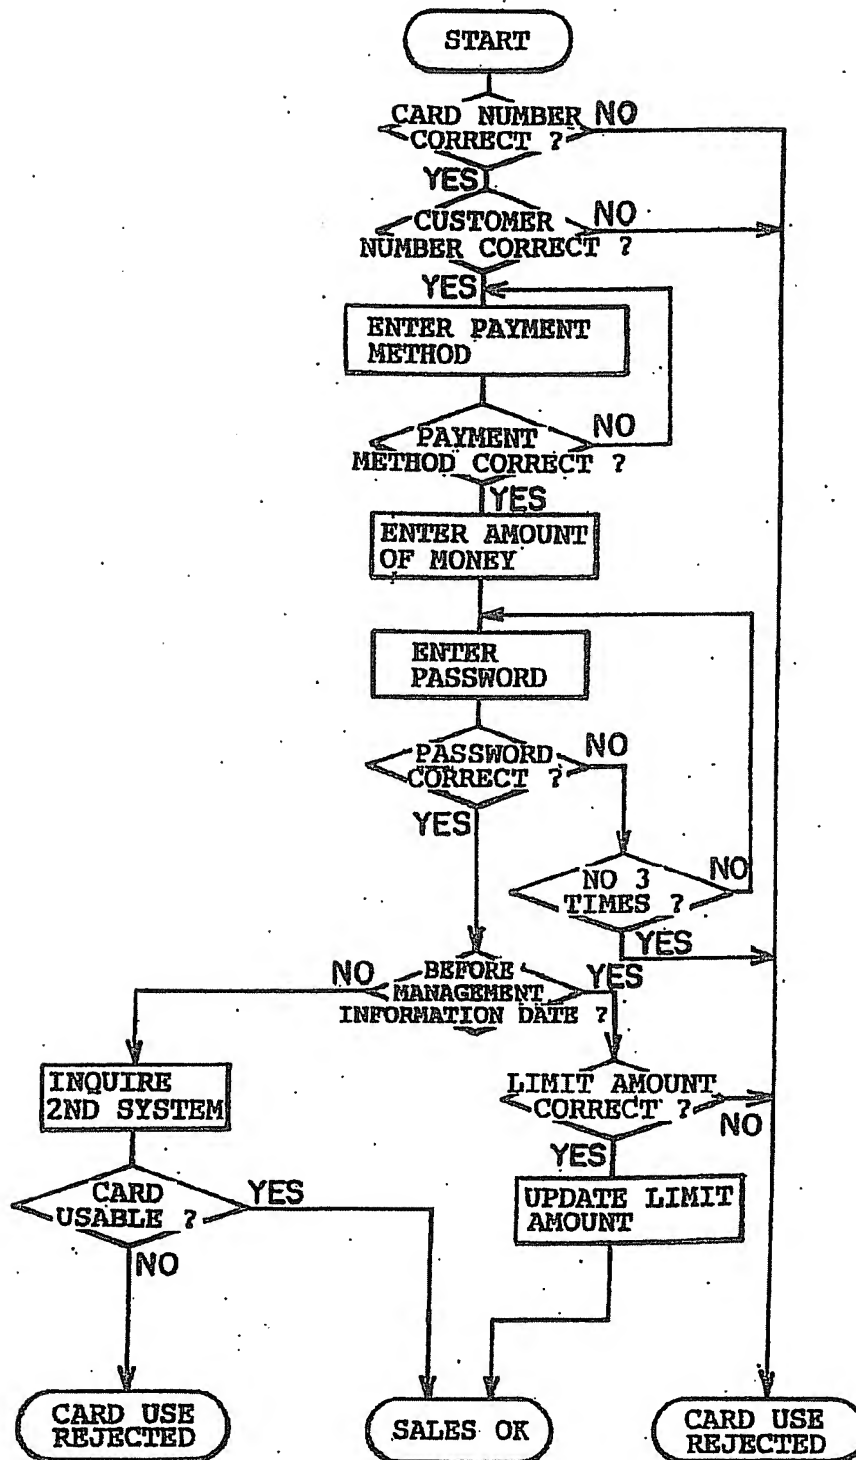 START
CARD NUMBER
CORRECT ?
NO
YES
CUSTOMER
NUMBER CORRECT ?
NO
YES
ENTER PAYMENT
METHOD
PAYMENT
METHOD CORRECT ?
NO
YES
ENTER AMOUNT
OF MONEY
ENTER
PASSWORD
PASSWORD
CORRECT ?
NO
YES
NO 3
TIMES ?
NO
YES
BEFORE
MANAGEMENT
INFORMATION DATE ?
NO
YES
INQUIRE
2ND SYSTEM
LIMIT AMOUNT
CORRECT ?
NO
YES
CARD
USABLE ?
YES
NO
UPDATE LIMIT
AMOUNT
CARD USE
REJECTED
SALES OK
CARD USE
REJECTED